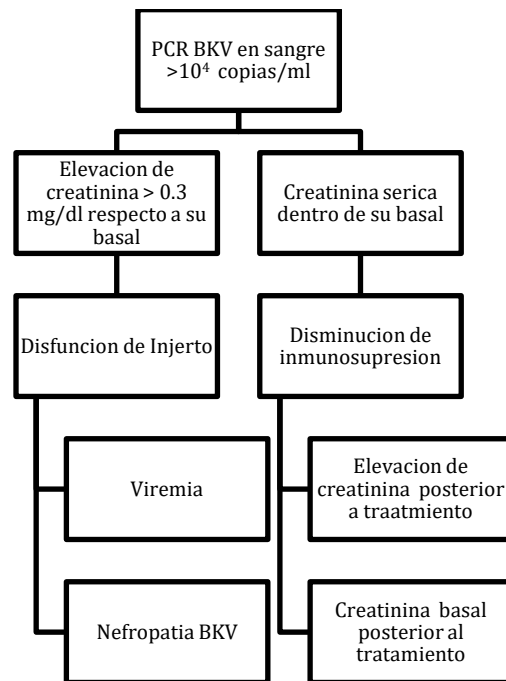 PCR BKV en sangre
>10⁴ copias/ml
Elevacion de
creatinina > 0.3
mg/dl respecto a su
basal
Creatinina serica
dentro de su basal
Disfuncion de Injerto
Disminucion de
inmunosupresion
Viremia
Elevacion de
creatinina posterior
a traatmiento
Nefropatia BKV
Creatinina basal
posterior al
tratamiento